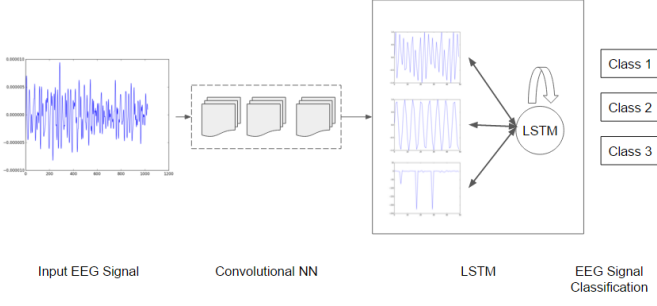 0.000010
0.000005
0.000000
−0.000005
−0.000010
0
200
400
600
800
1000
1200
LSTM
Class 1
Class 2
Class 3
Input EEG Signal
Convolutional NN
LSTM
EEG Signal
Classification